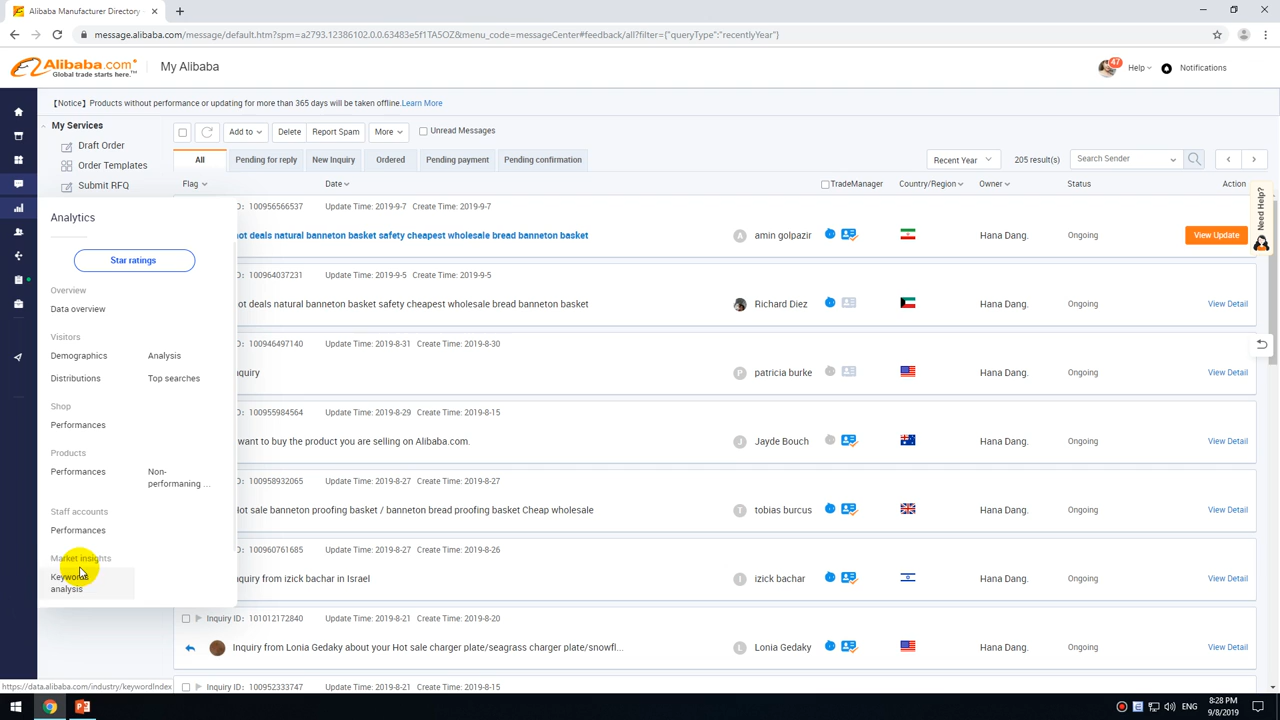 Alibaba Manufacturer Directory -
message.alibaba.com/message/default.htm?spm=a2793.12386102.0.0.63483e5f1TA5OZ&menu_code=messageCenter#feedback/all?filter={"queryType":"recentlyYear"}
Alibaba.com
Global trade starts here.™
My Alibaba
47
Help
Notifications
【Notice】Products without performance or updating for more than 365 days will be taken offline.Learn More
My Services
Draft Order
Order Templates
Submit RFQ
Add to
Delete
Report Spam
More
Unread Messages
All
Pending for reply
New Inquiry
Ordered
Pending payment
Pending confirmation
Recent Year
205 result(s)
Search Sender
Flag
Date
TradeManager
Country/Region
Owner
Status
Action
Need Help?
Analytics
Star ratings
Overview
Data overview
Visitors
Demographics
Analysis
Distributions
Top searches
Shop
Performances
Products
Performances
Non-
performaning ...
Staff accounts
Performances
Market insights
Keywords
analysis
D: 100956566537 Update Time: 2019-9-7 Create Time: 2019-9-7
hot deals natural banneton basket safety cheapest wholesale bread banneton basket
A amin golpazir Hana Dang. Ongoing View Update
D: 100964037231 Update Time: 2019-9-5 Create Time: 2019-9-5
ot deals natural banneton basket safety cheapest wholesale bread banneton basket
Richard Diez Hana Dang. Ongoing View Detail
D: 100946497140 Update Time: 2019-8-31 Create Time: 2019-8-30
quiry
P patricia burke Hana Dang. Ongoing View Detail
D: 100955984564 Update Time: 2019-8-29 Create Time: 2019-8-15
want to buy the product you are selling on Alibaba.com.
J Jayde Bouch Hana Dang. Ongoing View Detail
D: 100958932065 Update Time: 2019-8-27 Create Time: 2019-8-27
Hot sale banneton proofing basket / banneton bread proofing basket Cheap wholesale
T tobias burcus Hana Dang. Ongoing View Detail
D: 100960761685 Update Time: 2019-8-27 Create Time: 2019-8-26
nquiry from izick bachar in Israel
I izick bachar Hana Dang. Ongoing View Detail
Inquiry ID: 101012172840 Update Time: 2019-8-21 Create Time: 2019-8-20
Inquiry from Lonia Gedaky about your Hot sale charger plate/seagrass charger plate/snowfl...
L Lonia Gedaky Hana Dang. Ongoing View Detail
Inquiry ID: 100952333747 Update Time: 2019-8-21 Create Time: 2019-8-15
https://data.alibaba.com/industry/keywordIndex
ENG
8:28 PM
9/8/2019